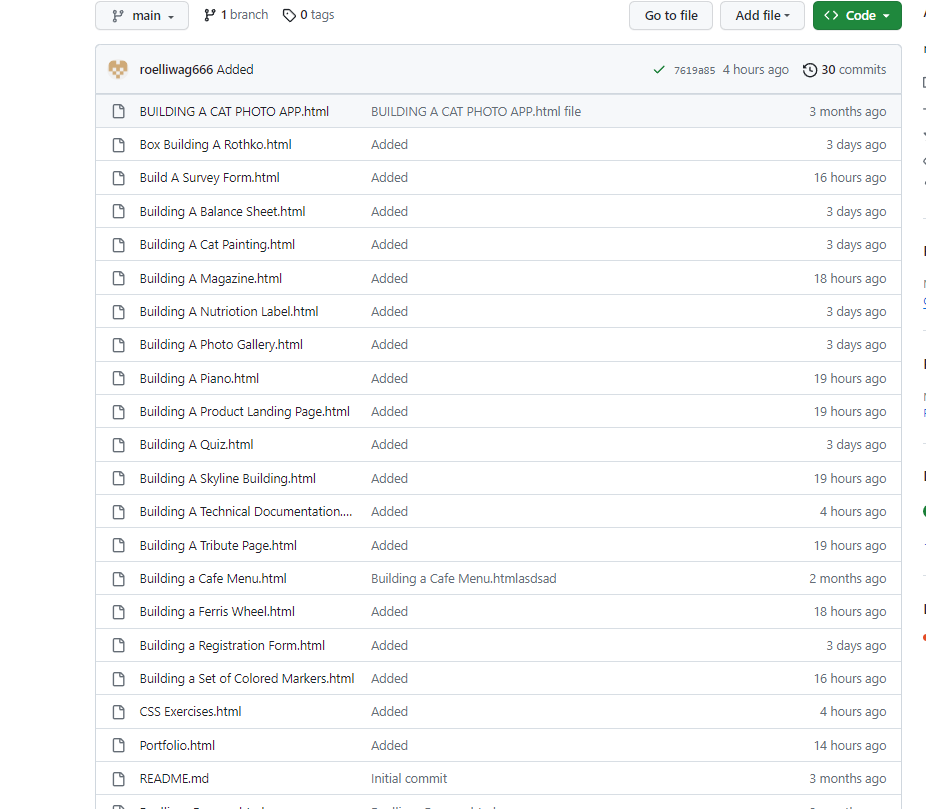 main 1 branch 0 tags Go to file Add file Code
roelliwag666 Added 7619a85 4 hours ago 30 commits
BUILDING A CAT PHOTO APP.html BUILDING A CAT PHOTO APP.html file 3 months ago
Box Building A Rothko.html Added 3 days ago
Build A Survey Form.html Added 16 hours ago
Building A Balance Sheet.html Added 3 days ago
Building A Cat Painting.html Added 3 days ago
Building A Magazine.html Added 18 hours ago
Building A Nutriotion Label.html Added 3 days ago
Building A Photo Gallery.html Added 3 days ago
Building A Piano.html Added 19 hours ago
Building A Product Landing Page.html Added 19 hours ago
Building A Quiz.html Added 3 days ago
Building A Skyline Building.html Added 19 hours ago
Building A Technical Documentation.... Added 4 hours ago
Building A Tribute Page.html Added 19 hours ago
Building a Cafe Menu.html Building a Cafe Menu.htmlasdsad 2 months ago
Building a Ferris Wheel.html Added 18 hours ago
Building a Registration Form.html Added 3 days ago
Building a Set of Colored Markers.html Added 16 hours ago
CSS Exercises.html Added 4 hours ago
Portfolio.html Added 14 hours ago
README.md Initial commit 3 months ago